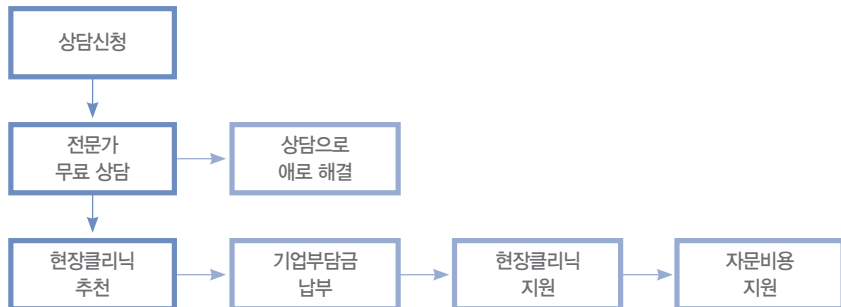 상담신청
전문가
무료 상담
상담으로
애로 해결
현장클리닉
추천
기업부담금
납부
현장클리닉
지원
자문비용
지원